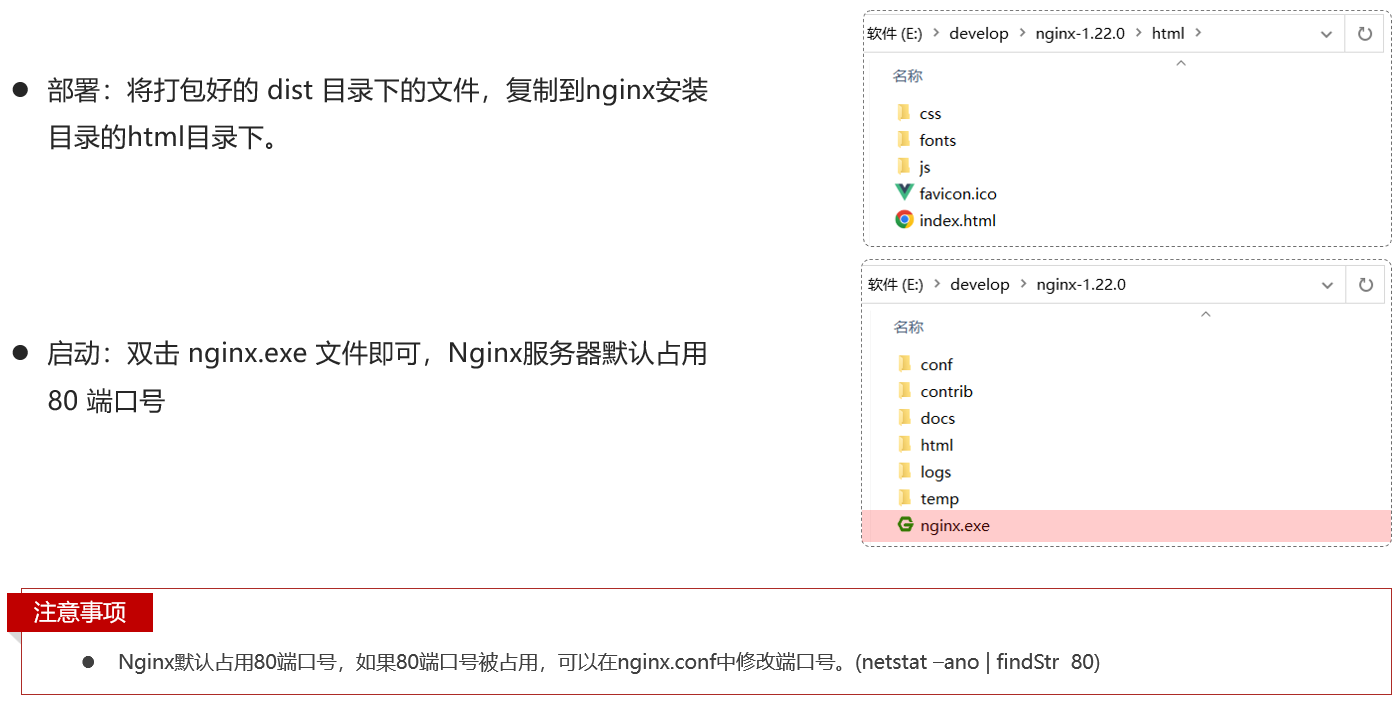 部署：将打包好的 dist 目录下的文件，复制到nginx安装
目录的html目录下。
软件 (E:) > develop > nginx-1.22.0 > html >
名称
css
fonts
js
favicon.ico
index.html
启动：双击 nginx.exe 文件即可，Nginx服务器默认占用
80 端口号
软件 (E:) > develop > nginx-1.22.0
名称
conf
contrib
docs
html
logs
temp
nginx.exe
注意事项
Nginx默认占用80端口号，如果80端口号被占用，可以在nginx.conf中修改端口号。(netstat –ano | findStr 80)